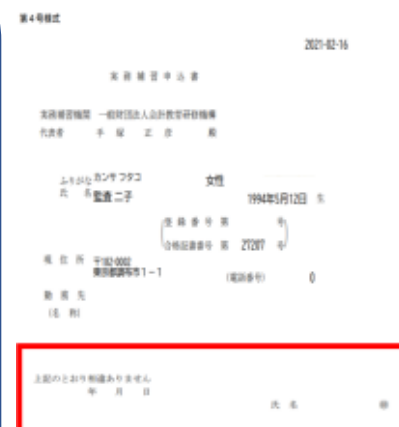 第4号様式
2021-02-16
実務補習申込書
実務補習機関 一般財団法人会計教育研修機構
代表者 手塚 正彦 殿
ふりがな カンサ フタコ 女性
氏名 監査 二子 1994年5月12日 生
登録番号 第 号
合格証書番号 第 27207 号
現住所 〒182-0002
東京都調布市1-1 (電話番号) 0
勤務先
(名称)
上記のとおり相違ありません
年 月 日
氏名 ㊞